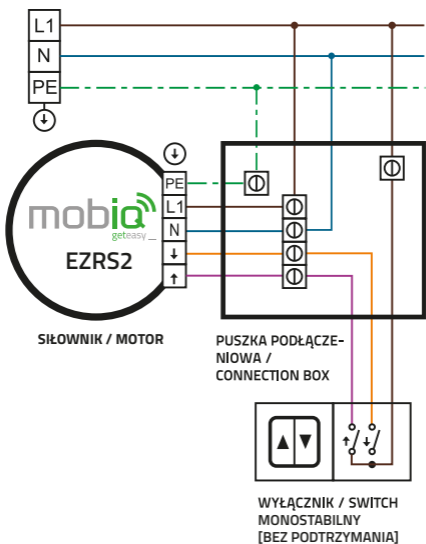 L1
N
PE
PE
L1
N
↓
↑
mobiq
geteasy _
EZRS2
SIŁOWNIK / MOTOR
PUSZKA PODŁĄCZE-
NIOWA /
CONNECTION BOX
▲ ▼
↑ ↓
WYŁĄCZNIK / SWITCH
MONOSTABILNY
[BEZ PODTRZYMANIA]